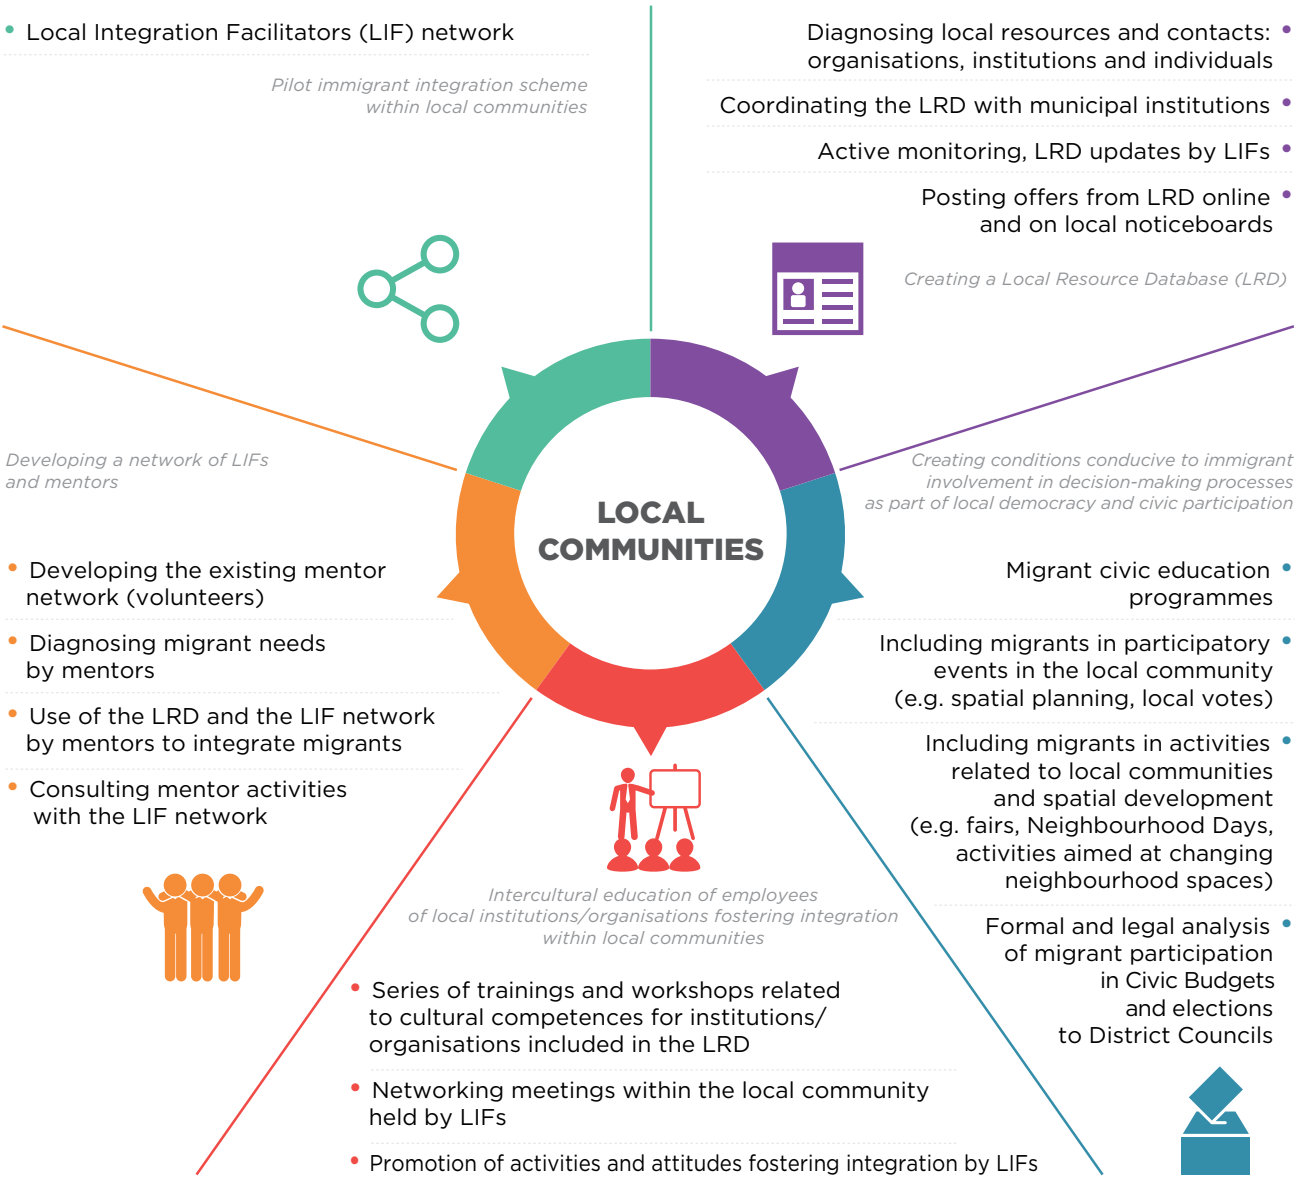 • Local Integration Facilitators (LIF) network
Pilot immigrant integration scheme
within local communities
Diagnosing local resources and contacts: •
organisations, institutions and individuals
Coordinating the LRD with municipal institutions •
Active monitoring, LRD updates by LIFs •
Posting offers from LRD online •
and on local noticeboards
Creating a Local Resource Database (LRD)
Developing a network of LIFs
and mentors
• Developing the existing mentor
network (volunteers)
• Diagnosing migrant needs
by mentors
• Use of the LRD and the LIF network
by mentors to integrate migrants
• Consulting mentor activities
with the LIF network
LOCAL
COMMUNITIES
Creating conditions conducive to immigrant
involvement in decision-making processes
as part of local democracy and civic participation
Migrant civic education •
programmes
Including migrants in participatory •
events in the local community
(e.g. spatial planning, local votes)
Including migrants in activities •
related to local communities
and spatial development
(e.g. fairs, Neighbourhood Days,
activities aimed at changing
neighbourhood spaces)
Formal and legal analysis •
of migrant participation
in Civic Budgets
and elections
to District Councils
Intercultural education of employees
of local institutions/organisations fostering integration
within local communities
• Series of trainings and workshops related
to cultural competences for institutions/
organisations included in the LRD
• Networking meetings within the local community
held by LIFs
• Promotion of activities and attitudes fostering integration by LIFs